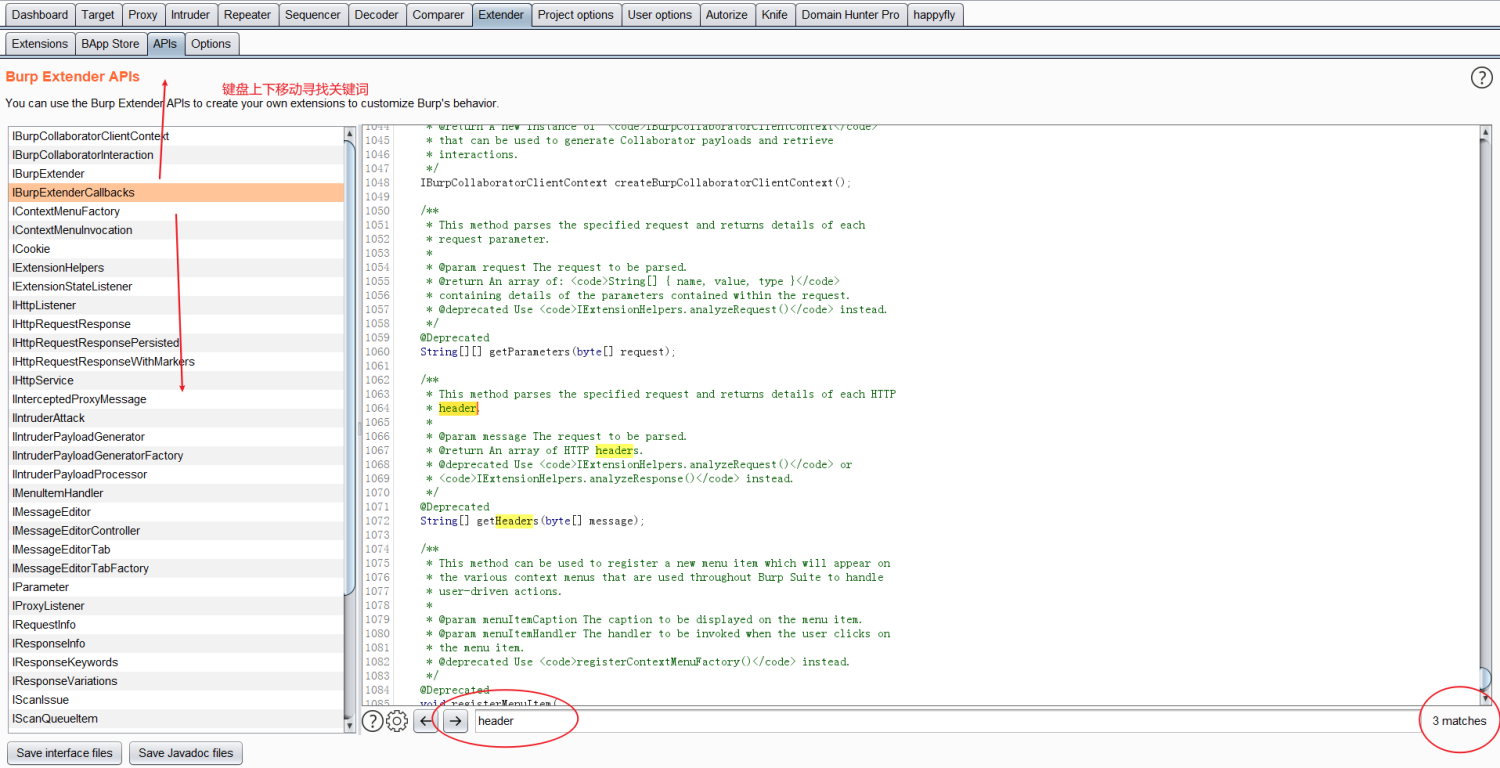 Dashboard Target Proxy Intruder Repeater Sequencer Decoder Comparer Extender Project options User options Autorize Knife Domain Hunter Pro happyfly
Extensions BApp Store APIs Options
Burp Extender APIs
键盘上下移动寻找关键词
You can use the Burp Extender APIs to create your own extensions to customize Burp's behavior.
IBurpCollaboratorClientContext
IBurpCollaboratorInteraction
IBurpExtender
IBurpExtenderCallbacks
IContextMenuFactory
IContextMenuInvocation
ICookie
IExtensionHelpers
IExtensionStateListener
IHttpListener
IHttpRequestResponse
IHttpRequestResponsePersisted
IHttpRequestResponseWithMarkers
IHttpService
IInterceptedProxyMessage
IIntruderAttack
IIntruderPayloadGenerator
IIntruderPayloadGeneratorFactory
IIntruderPayloadProcessor
IMenuItemHandler
IMessageEditor
IMessageEditorController
IMessageEditorTab
IMessageEditorTabFactory
IParameter
IProxyListener
IRequestInfo
IResponseInfo
IResponseKeywords
IResponseVariations
IScanIssue
IScanQueueItem
1044 * @return A new instance of <code>IBurpCollaboratorClientContext</code>
1045 * that can be used to generate Collaborator payloads and retrieve
1046 * interactions.
1047 */
1048 IBurpCollaboratorClientContext createBurpCollaboratorClientContext();
1049
1050 /**
1051 * This method parses the specified request and returns details of each
1052 * request parameter.
1053 *
1054 * @param request The request to be parsed.
1055 * @return An array of: <code>String[] { name, value, type }</code>
1056 * containing details of the parameters contained within the request.
1057 * @deprecated Use <code>IExtensionHelpers.analyzeRequest()</code> instead.
1058 */
1059 @Deprecated
1060 String[][] getParameters(byte[] request);
1061
1062 /**
1063 * This method parses the specified request and returns details of each HTTP
1064 * header.
1065 *
1066 * @param message The request to be parsed.
1067 * @return An array of HTTP headers.
1068 * @deprecated Use <code>IExtensionHelpers.analyzeRequest()</code> or
1069 * <code>IExtensionHelpers.analyzeResponse()</code> instead.
1070 */
1071 @Deprecated
1072 String[] getHeaders(byte[] message);
1073
1074 /**
1075 * This method can be used to register a new menu item which will appear on
1076 * the various context menus that are used throughout Burp Suite to handle
1077 * user-driven actions.
1078 *
1079 * @param menuItemCaption The caption to be displayed on the menu item.
1080 * @param menuItemHandler The handler to be invoked when the user clicks on
1081 * the menu item.
1082 * @deprecated Use <code>registerContextMenuFactory()</code> instead.
1083 */
1084 @Deprecated
1085 void registerMenuItem(
header
3 matches
Save interface files Save Javadoc files